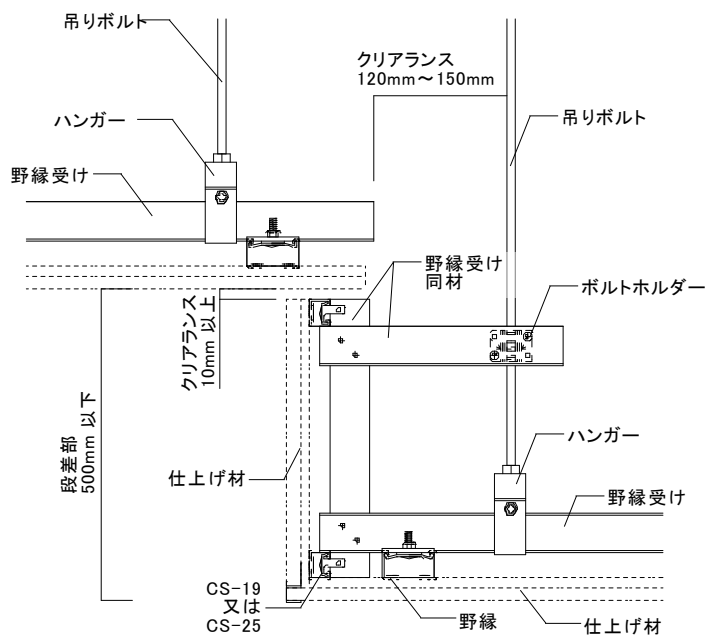 吊りボルト
クリアランス
120mm～150mm
ハンガー
吊りボルト
野縁受け
野縁受け
同材
ボルトホルダー
クリアランス
10mm 以上
段差部
500mm 以下
ハンガー
仕上げ材
野縁受け
CS-19
又は
CS-25
野縁
仕上げ材